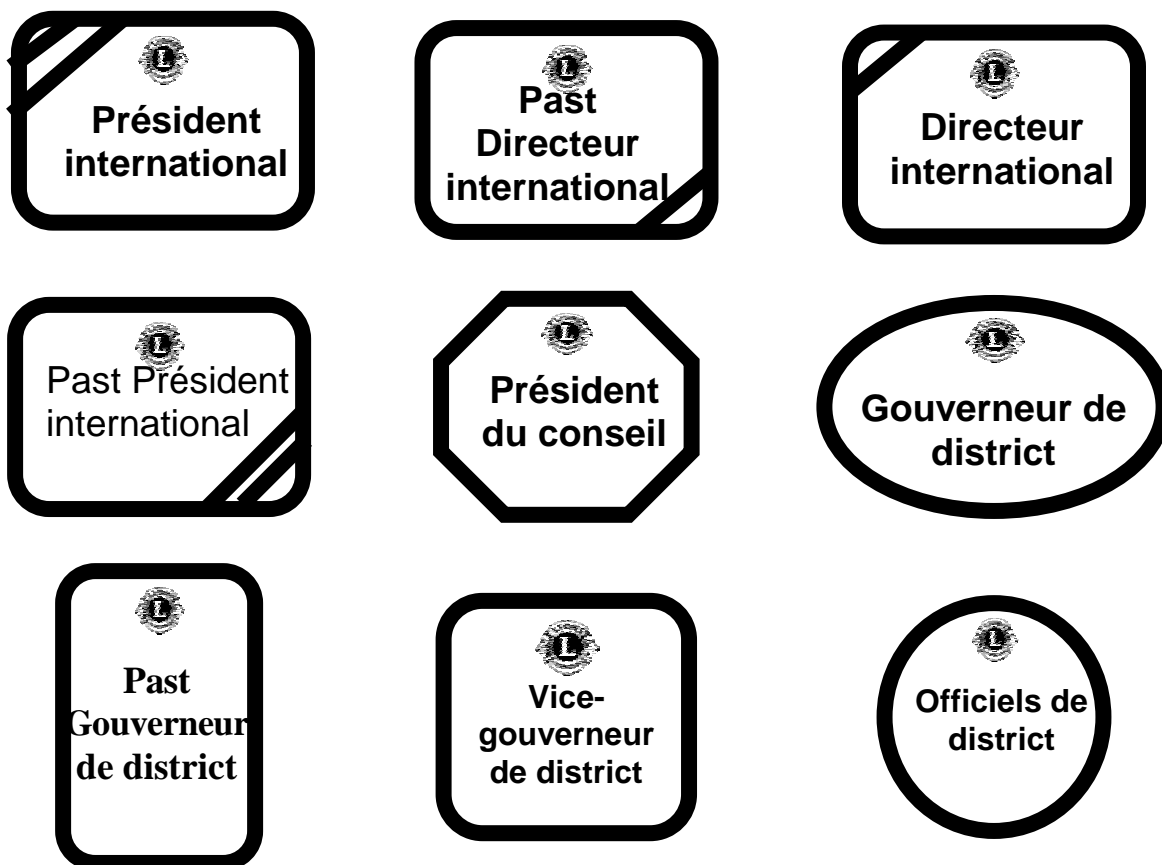 L
Président
international
L
Past
Directeur
international
L
Directeur
international
L
Past Président
international
L
Président
du conseil
L
Gouverneur de
district
L
Past
Gouverneur
de district
L
Vice-
gouverneur
de district
L
Officiels de
district